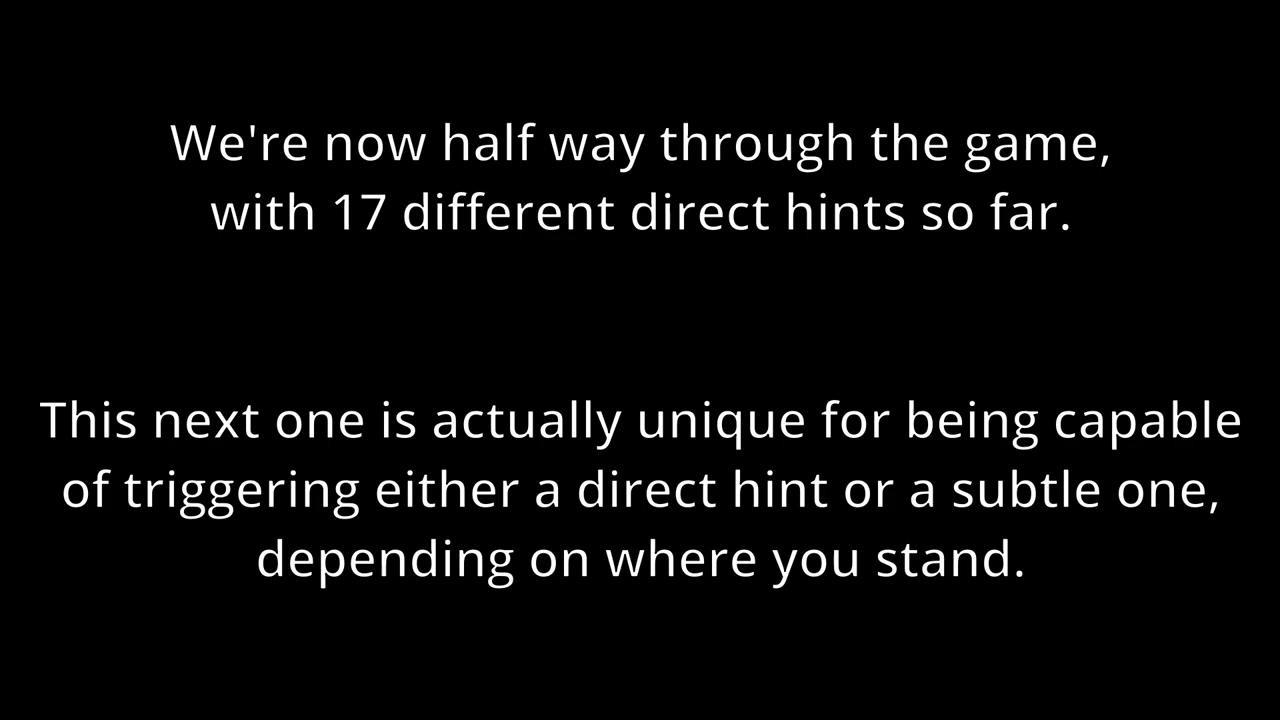 We're now half way through the game,
with 17 different direct hints so far.
This next one is actually unique for being capable
of triggering either a direct hint or a subtle one,
depending on where you stand.